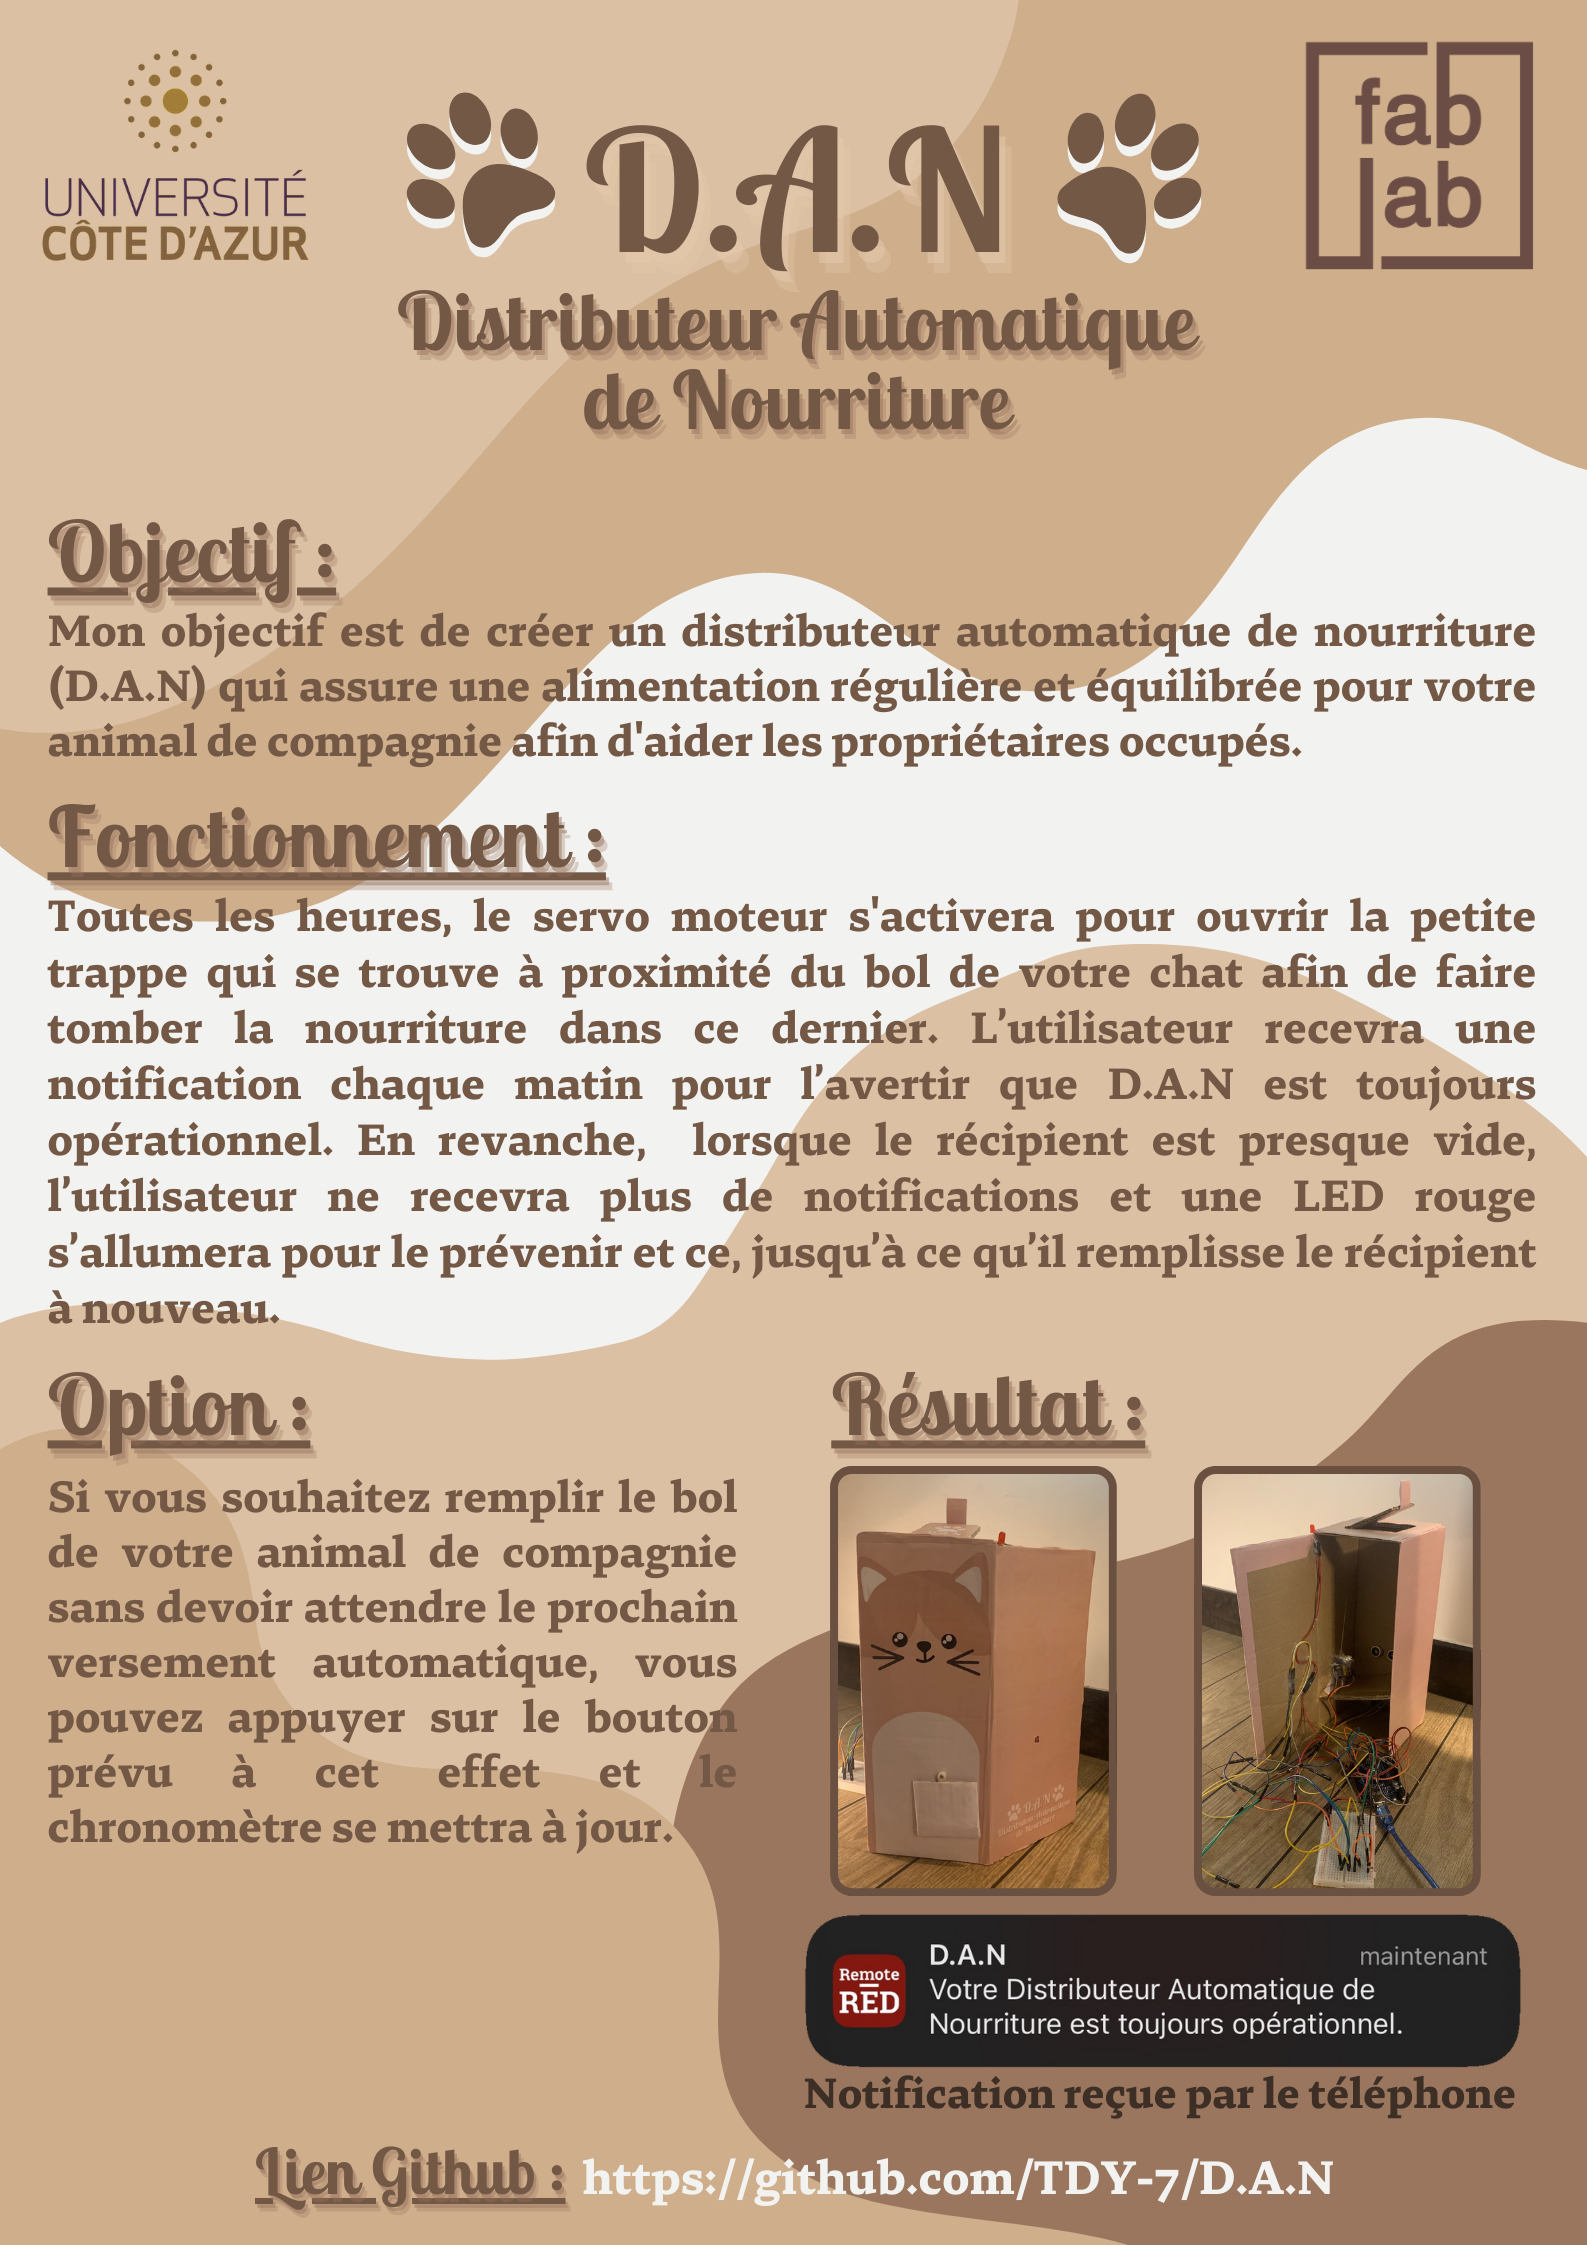 UNIVERSITÉ
CÔTE D'AZUR
D.A.N
fab
lab
Distributeur Automatique
de Nourriture
Objectif :
Mon objectif est de créer un distributeur automatique de nourriture
(D.A.N) qui assure une alimentation régulière et équilibrée pour votre
animal de compagnie afin d'aider les propriétaires occupés.
Fonctionnement :
Toutes les heures, le servo moteur s'activera pour ouvrir la petite
trappe qui se trouve à proximité du bol de votre chat afin de faire
tomber la nourriture dans ce dernier. L’utilisateur recevra une
notification chaque matin pour l’avertir que D.A.N est toujours
opérationnel. En revanche, lorsque le récipient est presque vide,
l’utilisateur ne recevra plus de notifications et une LED rouge
s’allumera pour le prévenir et ce, jusqu’à ce qu’il remplisse le récipient
à nouveau.
Option :
Si vous souhaitez remplir le bol
de votre animal de compagnie
sans devoir attendre le prochain
versement automatique, vous
pouvez appuyer sur le bouton
prévu à cet effet et le
chronomètre se mettra à jour.
Résultat :
D.A.N
Distributeur Automatique
de Nourriture
Remote
RED
D.A.N
maintenant
Votre Distributeur Automatique de
Nourriture est toujours opérationnel.
Notification reçue par le téléphone
Lien Github : https://github.com/TDY-7/D.A.N